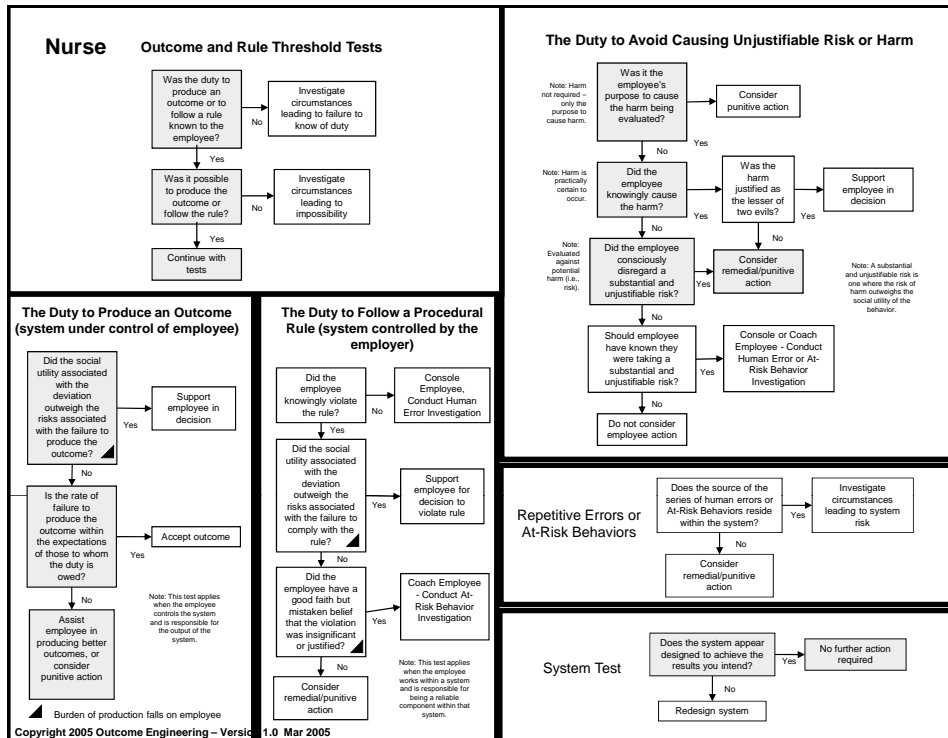 Nurse
Outcome and Rule Threshold Tests
Was the duty to
produce an
outcome or to
follow a rule
known to the
employee?
No
Investigate
circumstances
leading to failure to
know of duty
Yes
Was it possible
to produce the
outcome or
follow the rule?
No
Investigate
circumstances
leading to
impossibility
Yes
Continue with
tests
The Duty to Avoid Causing Unjustifiable Risk or Harm
Note: Harm
not required –
only the
purpose to
cause harm.
Was it the
employee's
purpose to cause
the harm being
evaluated?
Yes
Consider
punitive action
No
Note: Harm is
practically
certain to
occur.
Did the
employee
knowingly cause
the harm?
Yes
Was the
harm
justified as
the lesser of
two evils?
Yes
Support
employee in
decision
No
No
Note:
Evaluated
against
potential
harm (i.e.,
risk).
Did the employee
consciously
disregard a
substantial and
unjustifiable risk?
Yes
Consider
remedial/punitive
action
Note: A substantial
and unjustifiable risk is
one where the risk of
harm outweighs the
social utility of the
behavior.
No
Should employee
have known they
were taking a
substantial and
unjustifiable risk?
Yes
Console or Coach
Employee - Conduct
Human Error or At-
Risk Behavior
Investigation
No
Do not consider
employee action
The Duty to Produce an Outcome
(system under control of employee)
Did the social
utility associated
with the
deviation
outweigh the
risks associated
with the failure to
produce the
outcome?
Yes
Support
employee in
decision
No
Is the rate of
failure to
produce the
outcome within
the expectations
of those to whom
the duty is
owed?
Yes
Accept outcome
No
Assist
employee in
producing better
outcomes, or
consider
punitive action
Note: This test applies
when the employee
controls the system
and is responsible for
the output of the
system.
Burden of production falls on employee
The Duty to Follow a Procedural
Rule (system controlled by the
employer)
Did the
employee
knowingly violate
the rule?
No
Console
Employee,
Conduct Human
Error Investigation
Yes
Did the social
utility associated
with the
deviation
outweigh the
risks associated
with the failure to
comply with the
rule?
Yes
Support
employee for
decision to
violate rule
No
Did the
employee have a
good faith but
mistaken belief
that the violation
was insignificant
or justified?
Yes
Coach Employee
- Conduct At-
Risk Behavior
Investigation
No
Consider
remedial/punitive
action
Note: This test applies
when the employee
works within a system
and is responsible for
being a reliable
component within that
system.
Repetitive Errors or
At-Risk Behaviors
Does the source of the
series of human errors or
At-Risk Behaviors reside
within the system?
Yes
Investigate
circumstances
leading to system
risk
No
Consider
remedial/punitive
action
System Test
Does the system appear
designed to achieve the
results you intend?
Yes
No further action
required
No
Redesign system
Copyright 2005 Outcome Engineering – Version 1.0 Mar 2005